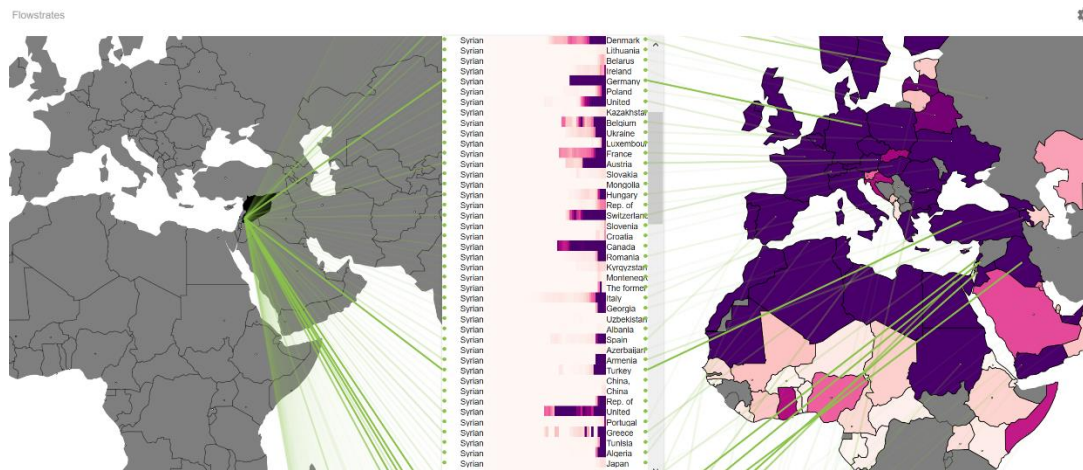 Flowstrates
Syrian Denmark
Syrian Lithuania
Syrian Belarus
Syrian Ireland
Syrian Germany
Syrian Poland
Syrian United
Syrian Kazakhstan
Syrian Belgium
Syrian Ukraine
Syrian Luxembour
Syrian France
Syrian Austria
Syrian Slovakia
Syrian Mongolia
Syrian Hungary
Syrian Rep. of
Syrian Switzerland
Syrian Slovenia
Syrian Croatia
Syrian Canada
Syrian Romania
Syrian Kyrgyzstan
Syrian Montenegr
Syrian The former
Syrian Italy
Syrian Georgia
Syrian Uzbekistan
Syrian Albania
Syrian Spain
Syrian Azerbaijan
Syrian Armenia
Syrian Turkey
Syrian China,
Syrian China
Syrian Rep. of
Syrian United
Syrian Portugal
Syrian Greece
Syrian Tunisia
Syrian Algeria
Syrian Japan